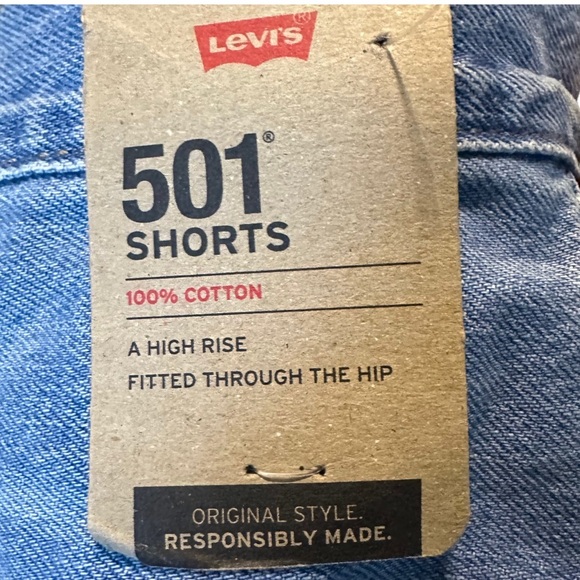 Levi's®
501®
SHORTS
100% COTTON
A HIGH RISE
FITTED THROUGH THE HIP
ORIGINAL STYLE.
RESPONSIBLY MADE.